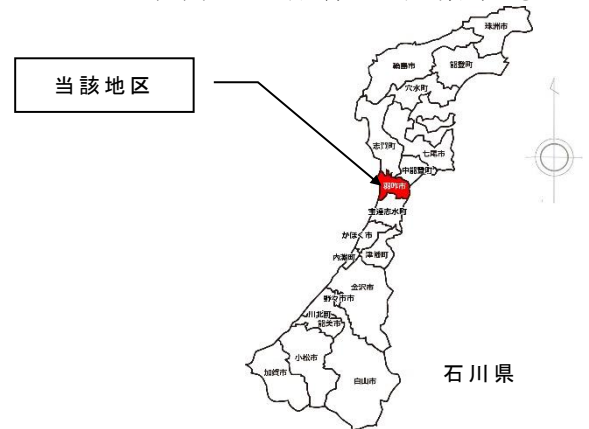 珠洲市
輪島市
能登町
穴水町
当該地区
志賀町
七尾市
中能登町
羽咋市
宝達志水町
かほく市
内灘町
津幡町
金沢市
野々市市
川北町
能美市
小松市
加賀市
白山市
石川県